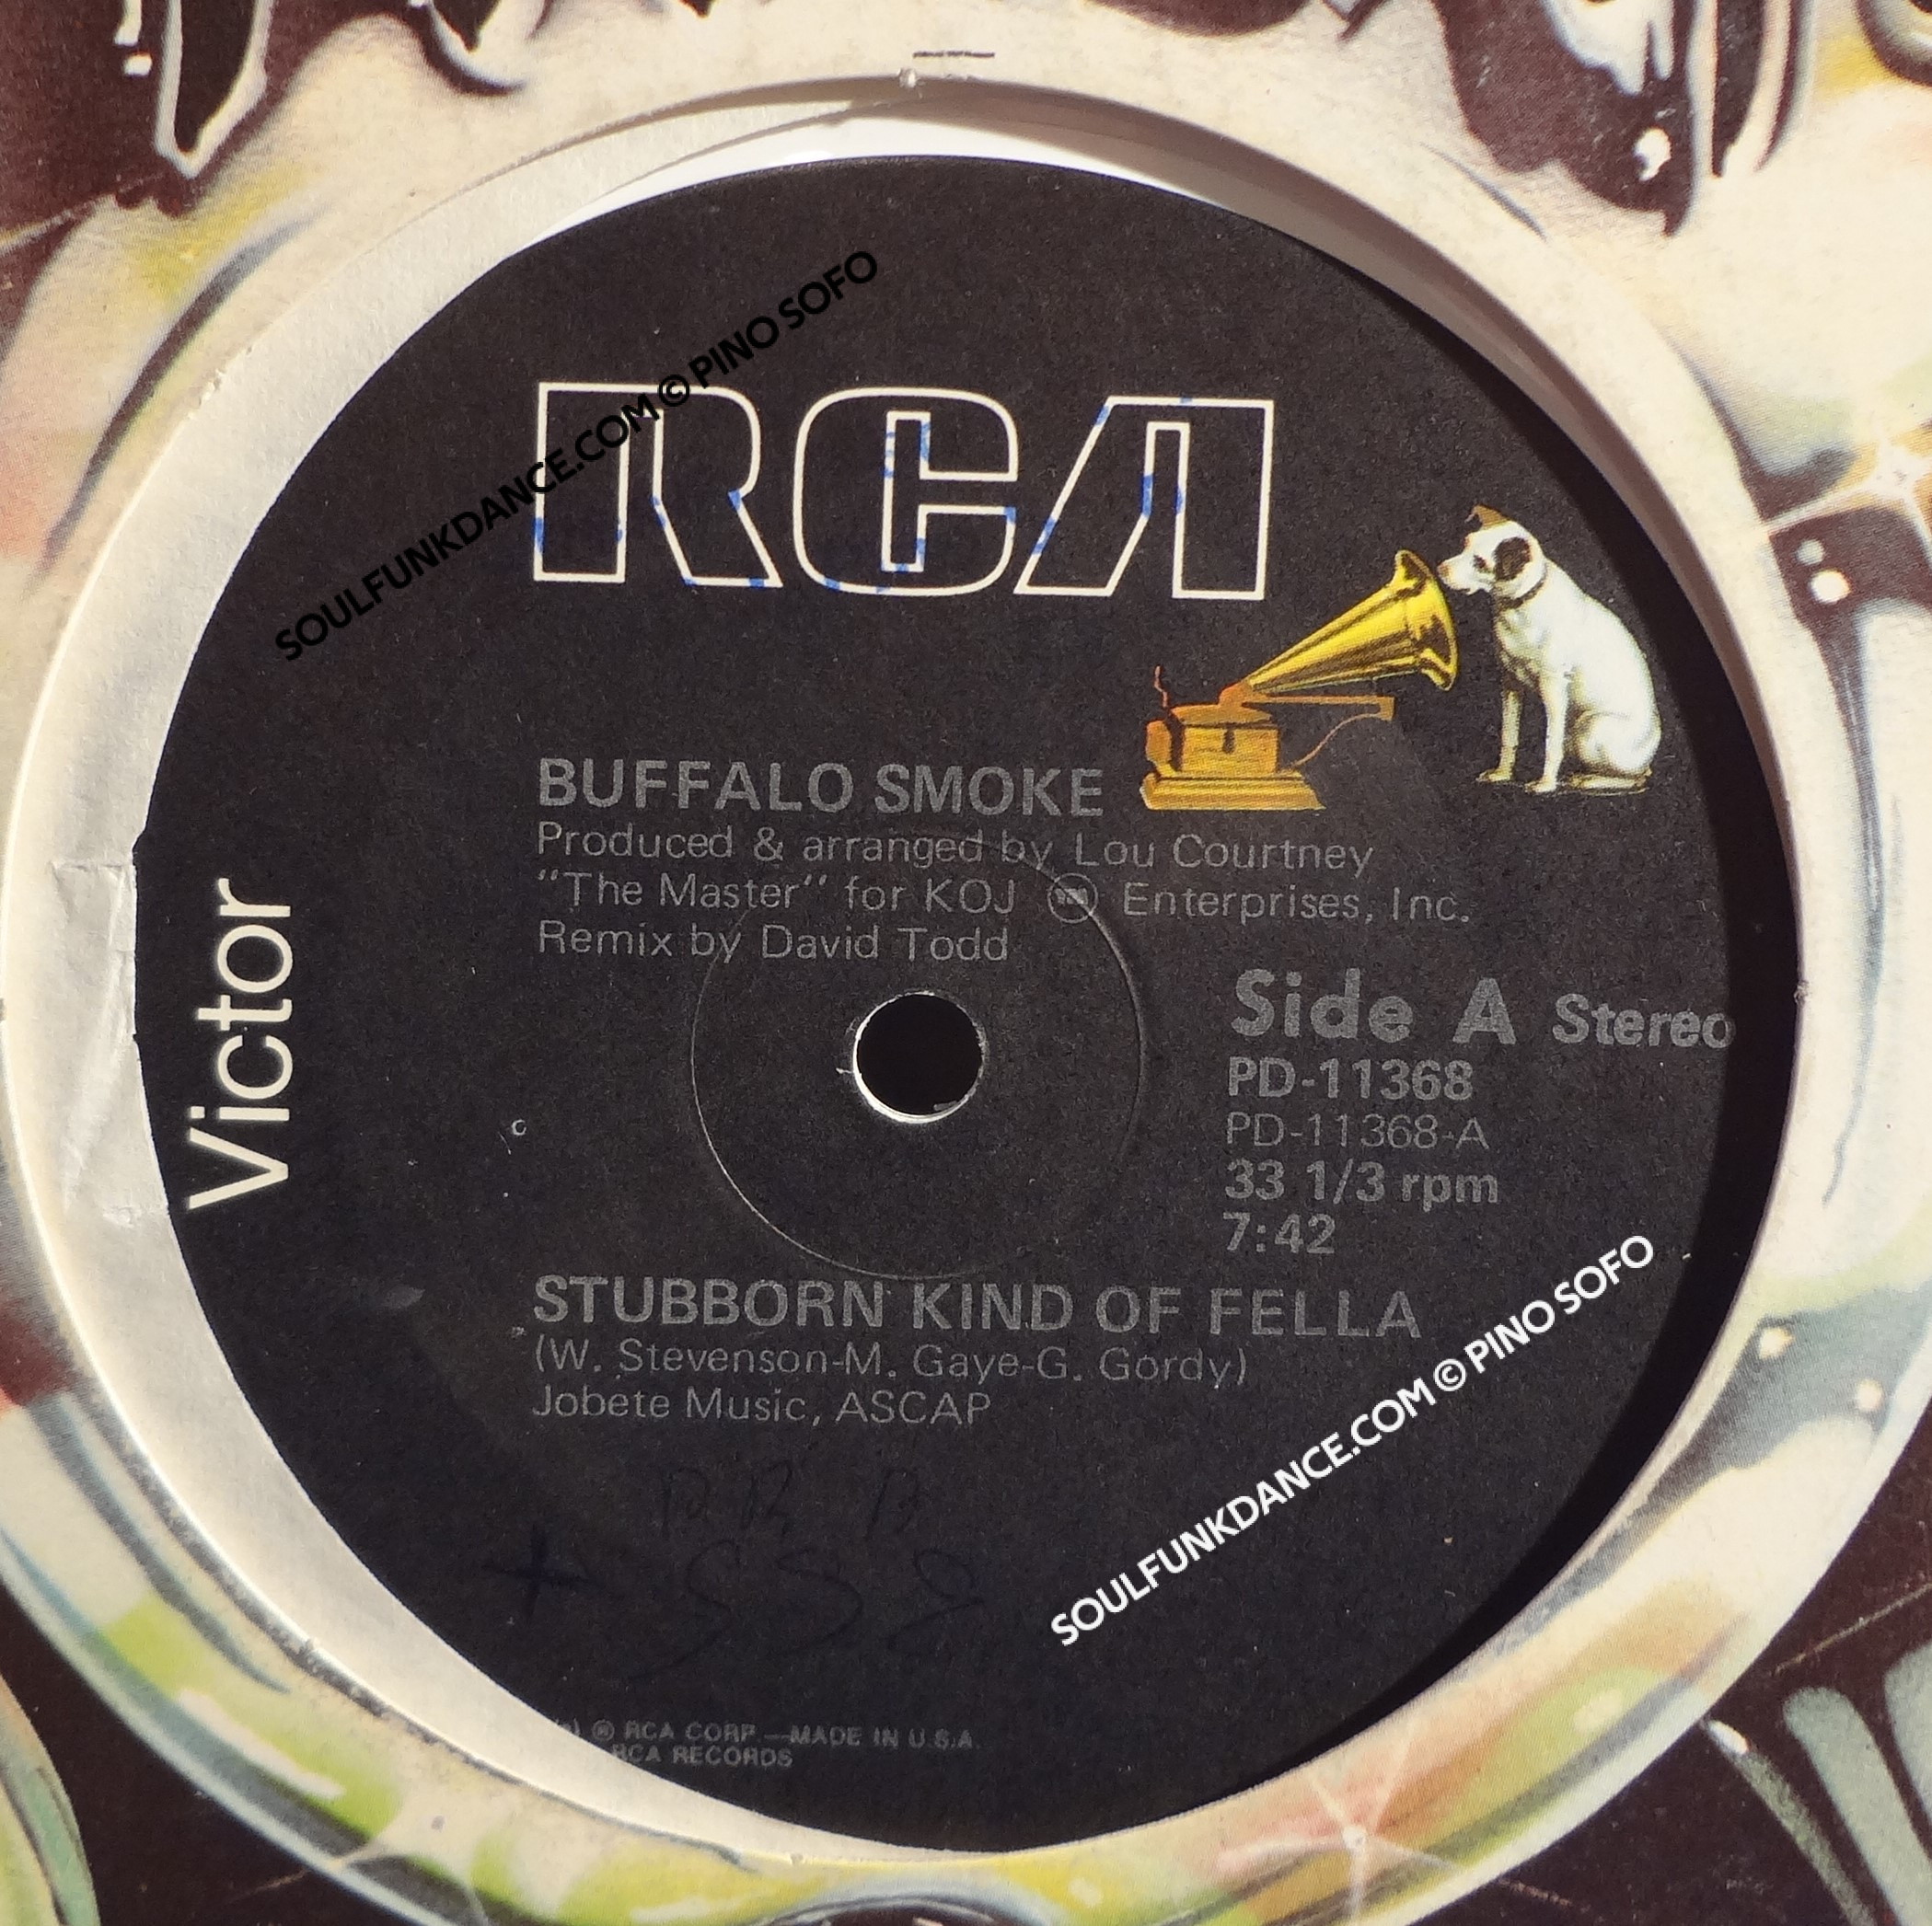 SOULFUNKDANCE.COM © PINO SOFO
RCA
BUFFALO SMOKE
Produced & arranged by Lou Courtney
"The Master" for KOJ Enterprises, Inc.
Remix by David Todd
Victor
Side A Stereo
PD-11368
PD-11368-A
33 1/3 rpm
7:42
STUBBORN KIND OF FELLA
(W. Stevenson-M. Gaye-G. Gordy)
Jobete Music, ASCAP
SOULFUNKDANCE.COM © PINO SOFO
® RCA CORP.—MADE IN U.S.A.
RCA RECORDS